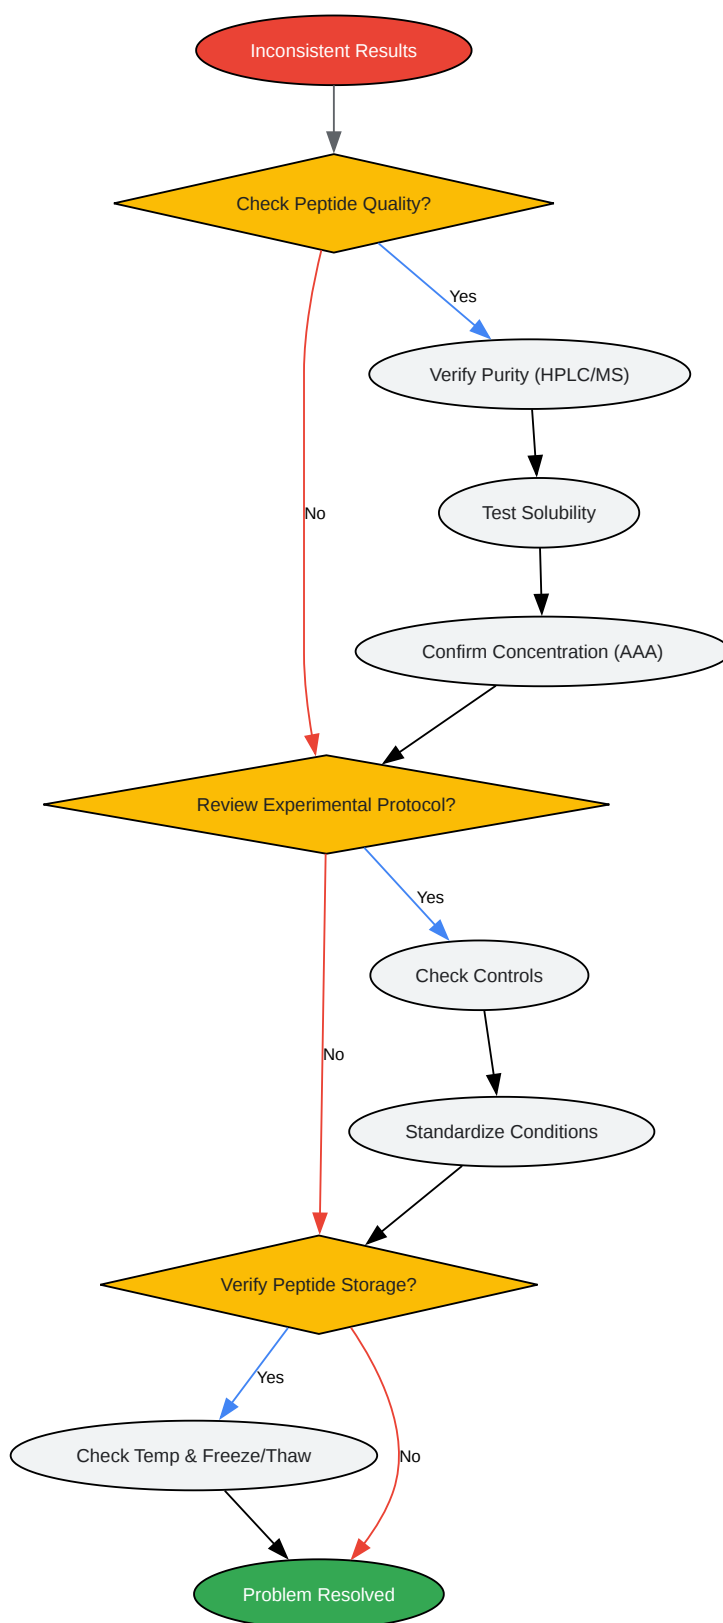 Inconsistent Results
Check Peptide Quality?
Yes
Verify Purity (HPLC/MS)
No
Test Solubility
Confirm Concentration (AAA)
Review Experimental Protocol?
Yes
Check Controls
No
Standardize Conditions
Verify Peptide Storage?
Yes
Check Temp & Freeze/Thaw
No
Problem Resolved